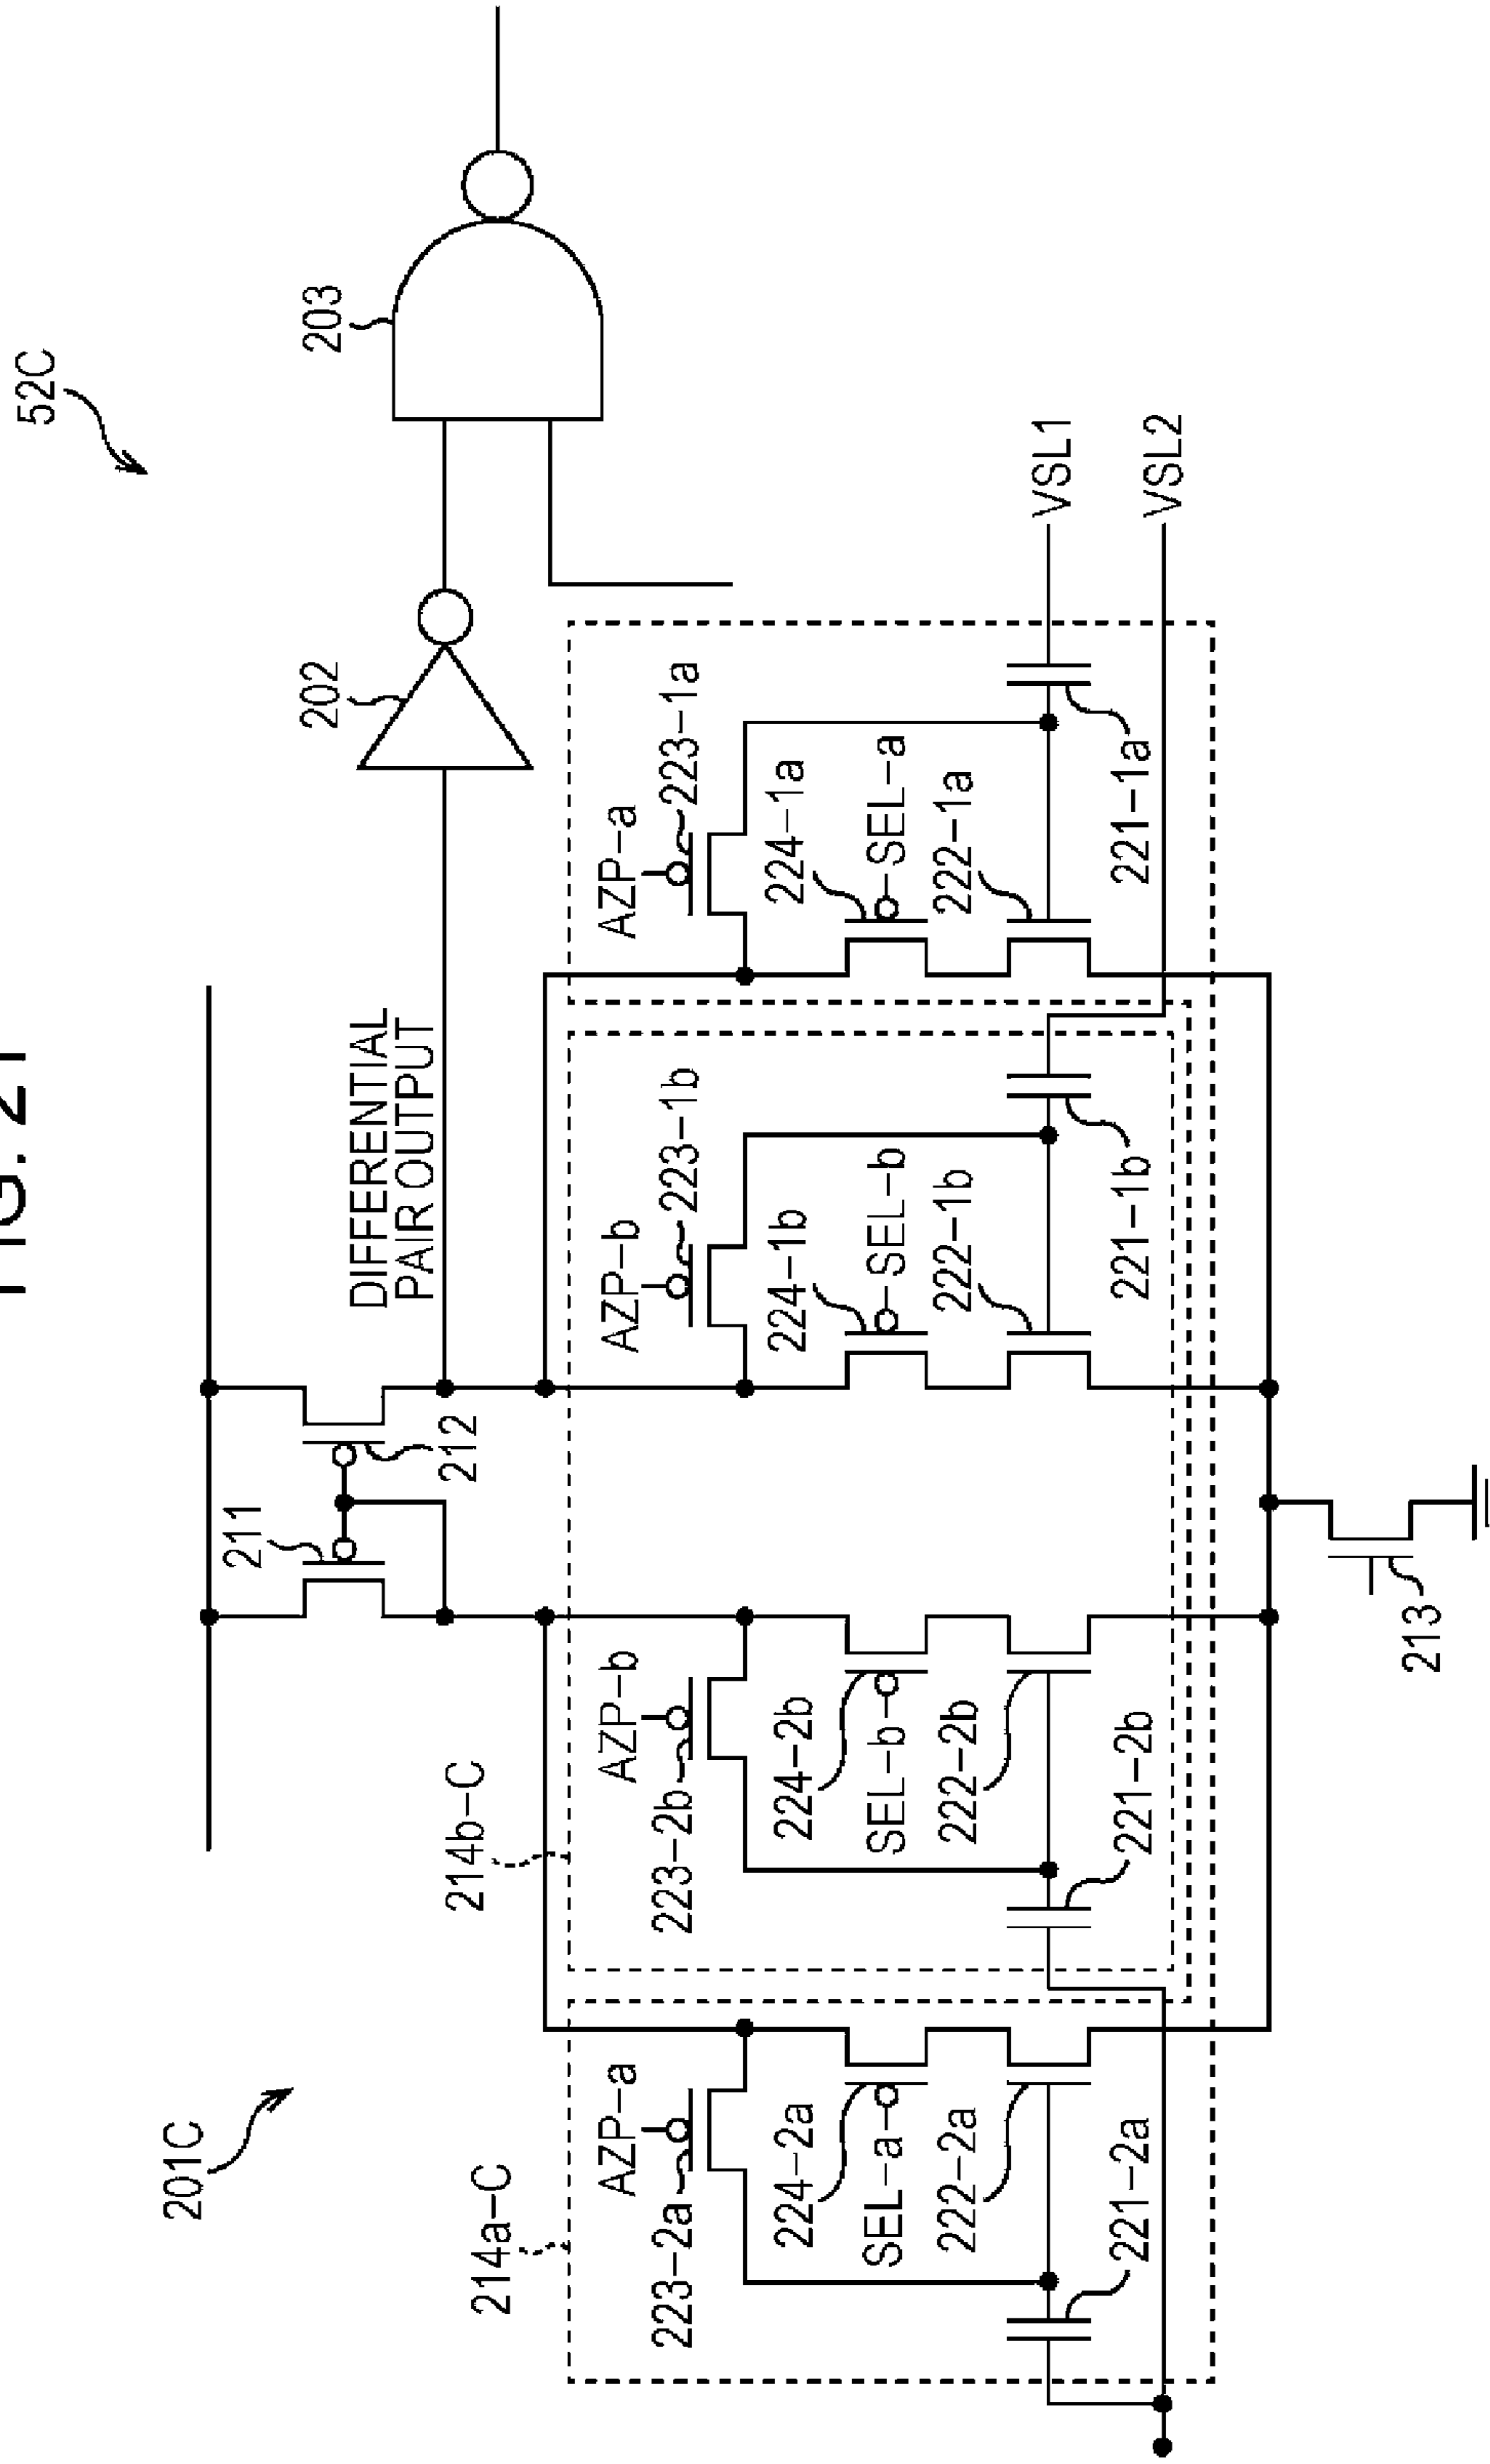 FIG. 21
52C
201C
203
202
DIFFERENTIAL
PAIR OUTPUT
211
212
214a-C
214b-C
AZP-a
223-2a
224-2a
SEL-a
222-2a
221-2a
AZP-b
223-2b
224-2b
SEL-b
222-2b
221-2b
AZP-b
223-1b
224-1b
SEL-b
222-1b
221-1b
AZP-a
223-1a
224-1a
SEL-a
222-1a
221-1a
VSL1
VSL2
213